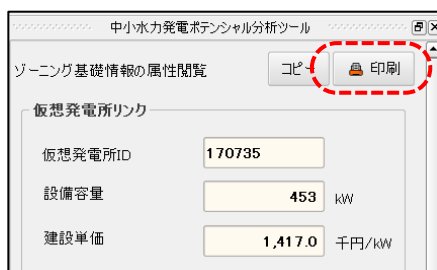 中小水力発電ポテンシャル分析ツール
ゾーニング基礎情報の属性閲覧 コピー 印刷
仮想発電所リンク
仮想発電所ID 170735
設備容量 453 kW
建設単価 1,417.0 千円/kW